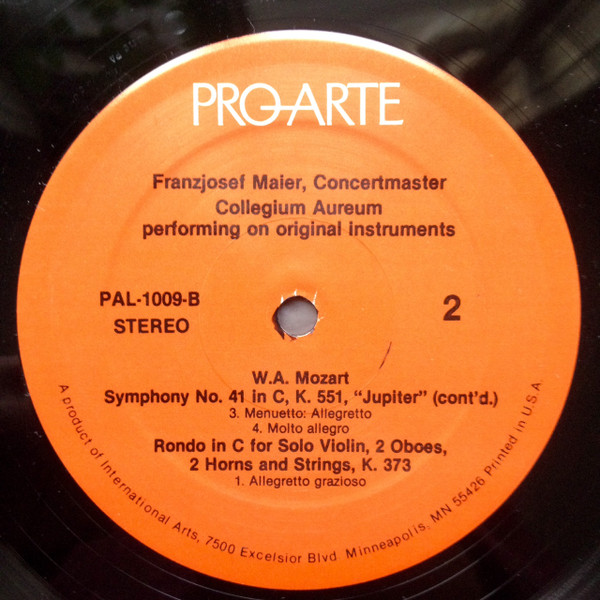 PRO-ARTE
Franzjosef Maier, Concertmaster
Collegium Aureum
performing on original instruments
PAL-1009-B
STEREO
2
W.A. Mozart
Symphony No. 41 in C, K. 551, "Jupiter" (cont'd.)
3. Menuetto: Allegretto
4. Molto allegro
Rondo in C for Solo Violin, 2 Oboes,
2 Horns and Strings, K. 373
1. Allegretto grazioso
A product of International Arts, 7500 Excelsior Blvd. Minneapolis, MN 55426 Printed in U.S.A.